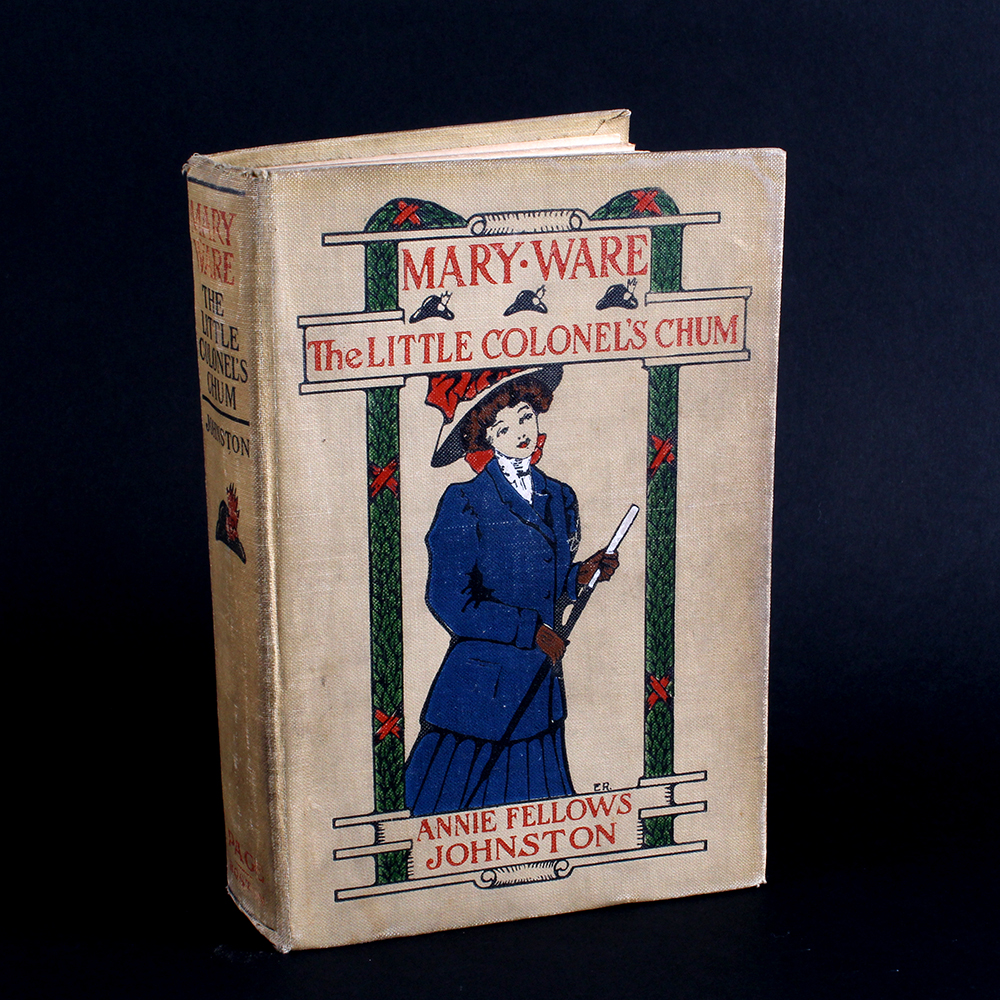 MARY
WARE
THE
LITTLE
COLONEL'S
CHUM
JOHNSTON
MARY·WARE
The LITTLE COLONEL'S CHUM
E.R.
ANNIE FELLOWS
JOHNSTON